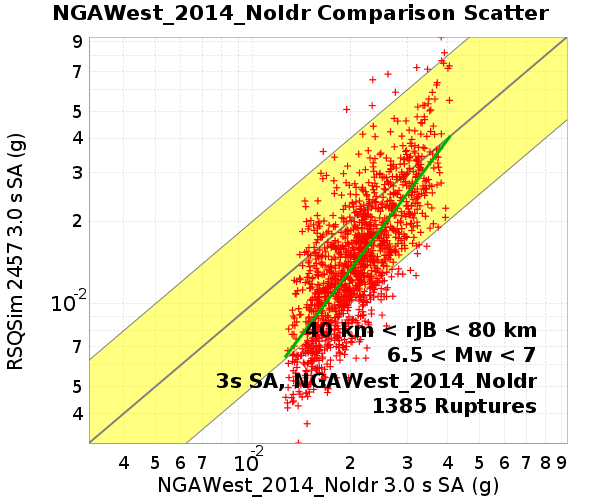 NGAWest_2014_NoIdr Comparison Scatter
9
7
5
4
3
2
10-2
7
5
4
RSQSim 2457 3.0 s SA (g)
40 km < rJB < 80 km
6.5 < Mw < 7
3s SA, NGAWest_2014_NoIdr
1385 Ruptures
4 5 6 7 10-2 2 3 4 5 6 7 8 9
NGAWest_2014_NoIdr 3.0 s SA (g)